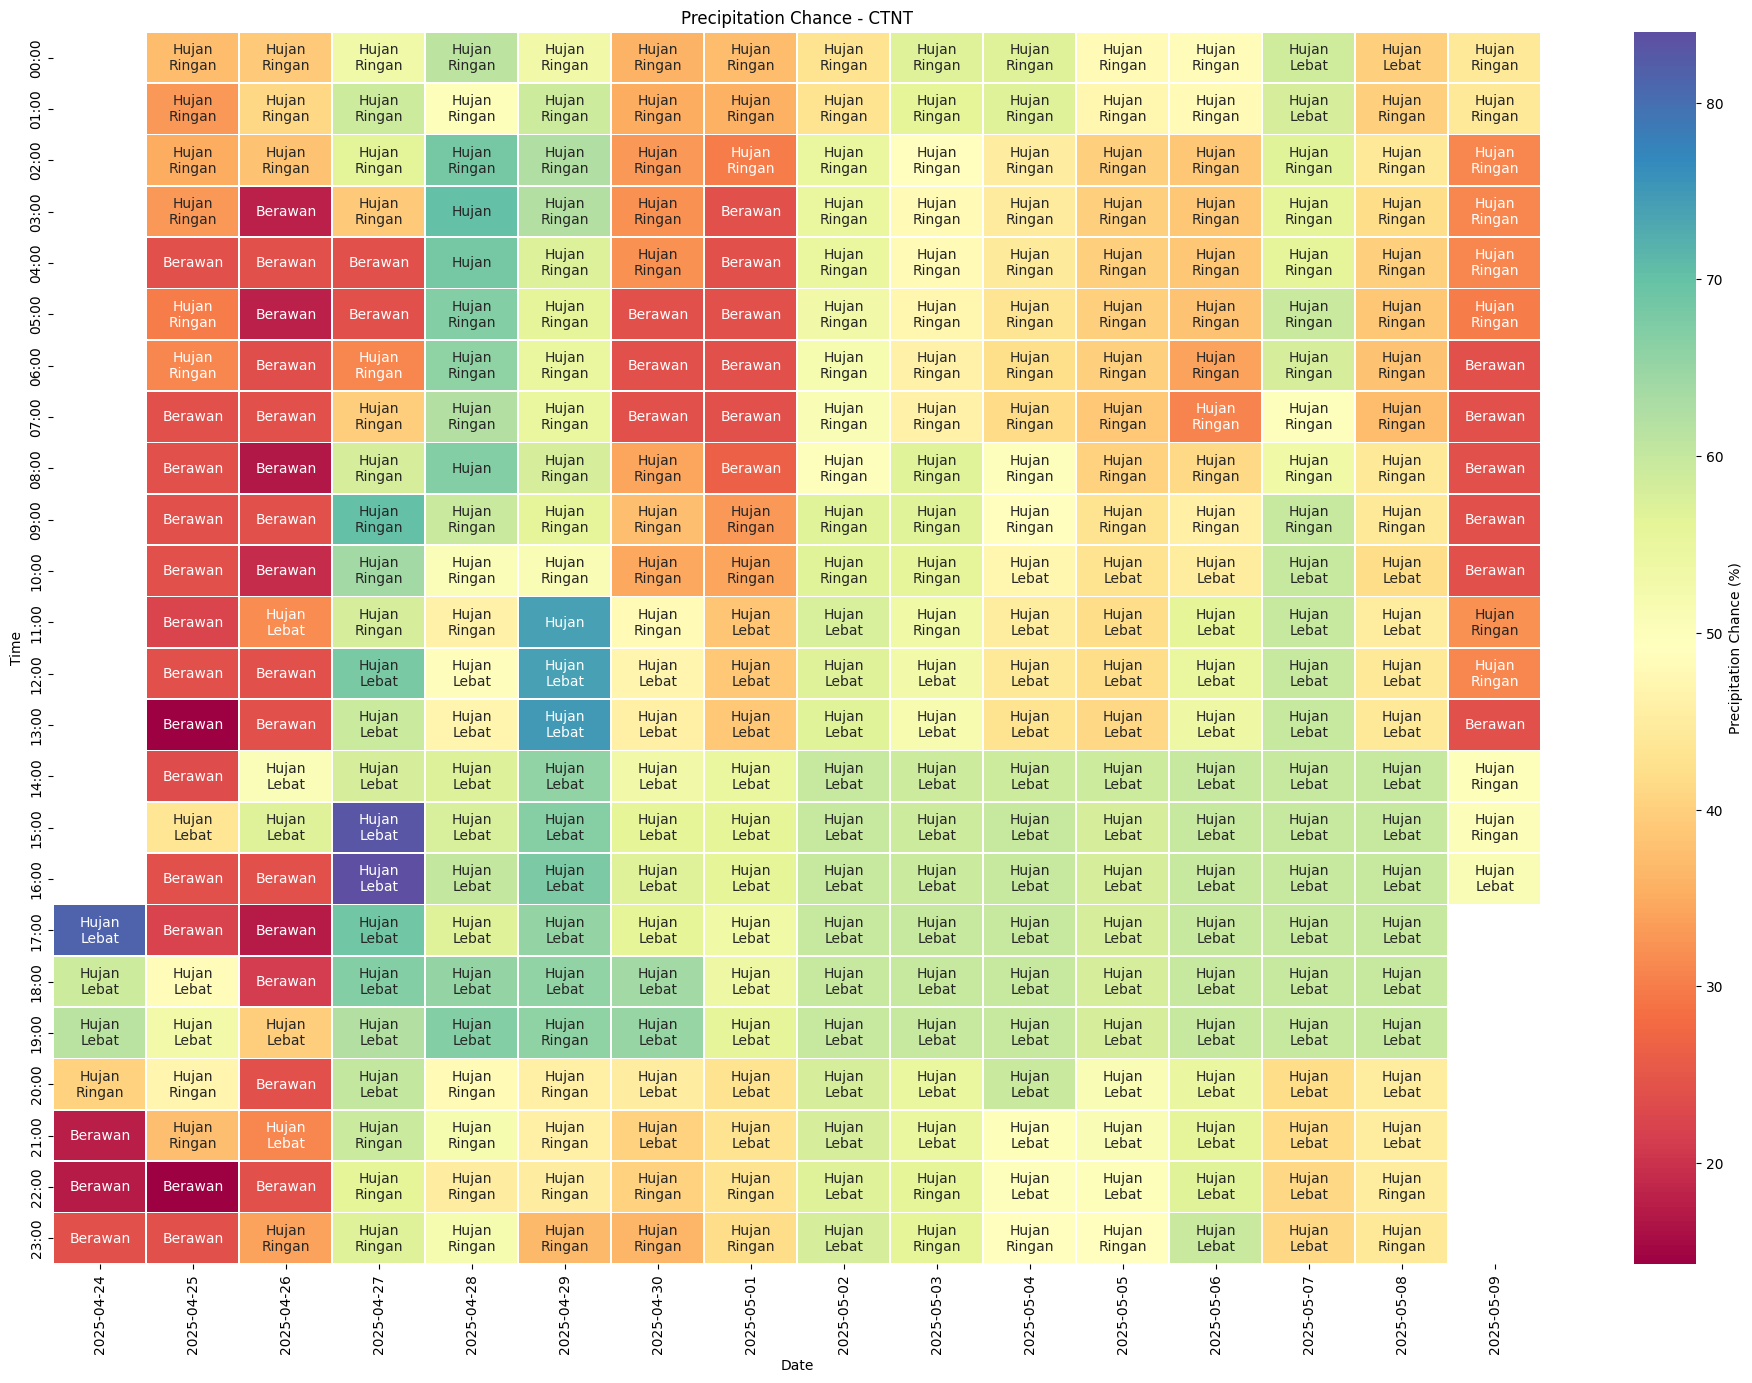 Precipitation Chance - CTNT
00:00 Hujan Ringan Hujan Ringan Hujan Ringan Hujan Ringan Hujan Ringan Hujan Ringan Hujan Ringan Hujan Ringan Hujan Ringan Hujan Ringan Hujan Ringan Hujan Ringan Hujan Lebat Hujan Lebat Hujan Ringan
01:00 Hujan Ringan Hujan Ringan Hujan Ringan Hujan Ringan Hujan Ringan Hujan Ringan Hujan Ringan Hujan Ringan Hujan Ringan Hujan Ringan Hujan Ringan Hujan Ringan Hujan Lebat Hujan Ringan Hujan Ringan
02:00 Hujan Ringan Hujan Ringan Hujan Ringan Hujan Ringan Hujan Ringan Hujan Ringan Hujan Ringan Hujan Ringan Hujan Ringan Hujan Ringan Hujan Ringan Hujan Ringan Hujan Ringan Hujan Ringan Hujan Ringan
03:00 Hujan Ringan Berawan Hujan Ringan Hujan Hujan Ringan Hujan Ringan Berawan Hujan Ringan Hujan Ringan Hujan Ringan Hujan Ringan Hujan Ringan Hujan Ringan Hujan Ringan Hujan Ringan
04:00 Berawan Berawan Berawan Hujan Hujan Ringan Hujan Ringan Berawan Hujan Ringan Hujan Ringan Hujan Ringan Hujan Ringan Hujan Ringan Hujan Ringan Hujan Ringan Hujan Ringan
05:00 Hujan Ringan Berawan Berawan Hujan Ringan Hujan Ringan Berawan Berawan Hujan Ringan Hujan Ringan Hujan Ringan Hujan Ringan Hujan Ringan Hujan Ringan Hujan Ringan Hujan Ringan
06:00 Hujan Ringan Berawan Hujan Ringan Hujan Ringan Hujan Ringan Berawan Berawan Hujan Ringan Hujan Ringan Hujan Ringan Hujan Ringan Hujan Ringan Hujan Ringan Hujan Ringan Berawan
07:00 Berawan Berawan Hujan Ringan Hujan Ringan Hujan Ringan Berawan Berawan Hujan Ringan Hujan Ringan Hujan Ringan Hujan Ringan Hujan Ringan Hujan Ringan Hujan Ringan Berawan
08:00 Berawan Berawan Hujan Ringan Hujan Hujan Ringan Hujan Ringan Berawan Hujan Ringan Hujan Ringan Hujan Ringan Hujan Ringan Hujan Ringan Hujan Ringan Hujan Ringan Berawan
09:00 Berawan Berawan Hujan Ringan Hujan Ringan Hujan Ringan Hujan Ringan Hujan Ringan Hujan Ringan Hujan Ringan Hujan Ringan Hujan Ringan Hujan Ringan Hujan Ringan Hujan Ringan Berawan
10:00 Berawan Berawan Hujan Ringan Hujan Ringan Hujan Ringan Hujan Ringan Hujan Ringan Hujan Ringan Hujan Ringan Hujan Lebat Hujan Lebat Hujan Lebat Hujan Lebat Hujan Lebat Berawan
11:00 Berawan Hujan Lebat Hujan Ringan Hujan Ringan Hujan Hujan Ringan Hujan Lebat Hujan Lebat Hujan Ringan Hujan Lebat Hujan Lebat Hujan Lebat Hujan Lebat Hujan Lebat Hujan Ringan
12:00 Berawan Berawan Hujan Lebat Hujan Lebat Hujan Lebat Hujan Lebat Hujan Lebat Hujan Lebat Hujan Lebat Hujan Lebat Hujan Lebat Hujan Lebat Hujan Lebat Hujan Lebat Hujan Ringan
13:00 Berawan Berawan Hujan Lebat Hujan Lebat Hujan Lebat Hujan Lebat Hujan Lebat Hujan Lebat Hujan Lebat Hujan Lebat Hujan Lebat Hujan Lebat Hujan Lebat Hujan Lebat Berawan
14:00 Berawan Hujan Lebat Hujan Lebat Hujan Lebat Hujan Lebat Hujan Lebat Hujan Lebat Hujan Lebat Hujan Lebat Hujan Lebat Hujan Lebat Hujan Lebat Hujan Lebat Hujan Lebat Hujan Ringan
15:00 Hujan Lebat Hujan Lebat Hujan Lebat Hujan Lebat Hujan Lebat Hujan Lebat Hujan Lebat Hujan Lebat Hujan Lebat Hujan Lebat Hujan Lebat Hujan Lebat Hujan Lebat Hujan Lebat Hujan Ringan
16:00 Berawan Berawan Hujan Lebat Hujan Lebat Hujan Lebat Hujan Lebat Hujan Lebat Hujan Lebat Hujan Lebat Hujan Lebat Hujan Lebat Hujan Lebat Hujan Lebat Hujan Lebat Hujan Lebat
17:00 Hujan Lebat Berawan Berawan Hujan Lebat Hujan Lebat Hujan Lebat Hujan Lebat Hujan Lebat Hujan Lebat Hujan Lebat Hujan Lebat Hujan Lebat Hujan Lebat Hujan Lebat Hujan Lebat
18:00 Hujan Lebat Hujan Lebat Berawan Hujan Lebat Hujan Lebat Hujan Lebat Hujan Lebat Hujan Lebat Hujan Lebat Hujan Lebat Hujan Lebat Hujan Lebat Hujan Lebat Hujan Lebat Hujan Lebat
19:00 Hujan Lebat Hujan Lebat Hujan Lebat Hujan Lebat Hujan Lebat Hujan Ringan Hujan Lebat Hujan Lebat Hujan Lebat Hujan Lebat Hujan Lebat Hujan Lebat Hujan Lebat Hujan Lebat Hujan Lebat
20:00 Hujan Ringan Hujan Ringan Berawan Hujan Lebat Hujan Ringan Hujan Ringan Hujan Lebat Hujan Lebat Hujan Lebat Hujan Lebat Hujan Lebat Hujan Lebat Hujan Lebat Hujan Lebat Hujan Lebat
21:00 Berawan Hujan Ringan Hujan Lebat Hujan Ringan Hujan Ringan Hujan Ringan Hujan Lebat Hujan Lebat Hujan Lebat Hujan Lebat Hujan Lebat Hujan Lebat Hujan Lebat Hujan Lebat Hujan Lebat
22:00 Berawan Berawan Berawan Hujan Ringan Hujan Ringan Hujan Ringan Hujan Ringan Hujan Ringan Hujan Lebat Hujan Ringan Hujan Lebat Hujan Lebat Hujan Lebat Hujan Lebat Hujan Ringan
23:00 Berawan Berawan Hujan Ringan Hujan Ringan Hujan Ringan Hujan Ringan Hujan Ringan Hujan Ringan Hujan Lebat Hujan Ringan Hujan Ringan Hujan Ringan Hujan Lebat Hujan Lebat Hujan Ringan
Time
2025-04-24 2025-04-25 2025-04-26 2025-04-27 2025-04-28 2025-04-29 2025-04-30 2025-05-01 2025-05-02 2025-05-03 2025-05-04 2025-05-05 2025-05-06 2025-05-07 2025-05-08 2025-05-09
Date
80
70
60
50
40
30
20
Precipitation Chance (%)